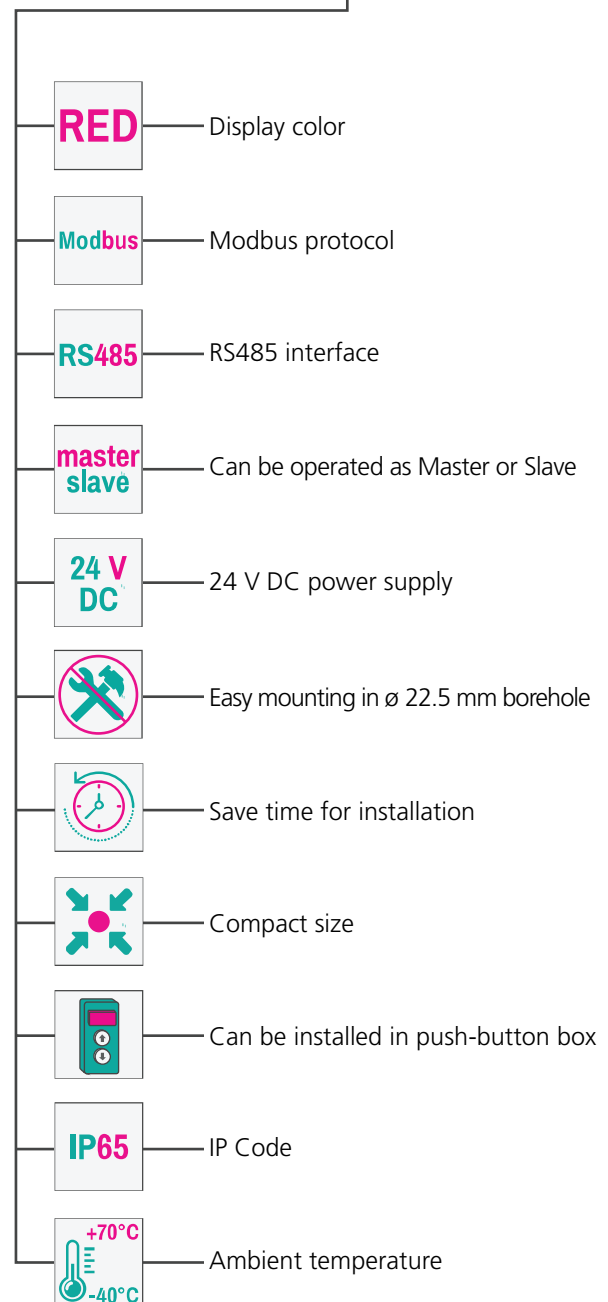 RED
Display color
Modbus
Modbus protocol
RS485
RS485 interface
master
slave
Can be operated as Master or Slave
24 V
DC
24 V DC power supply
Easy mounting in ø 22.5 mm borehole
Save time for installation
Compact size
Can be installed in push-button box
IP65
IP Code
+70°C
-40°C
Ambient temperature